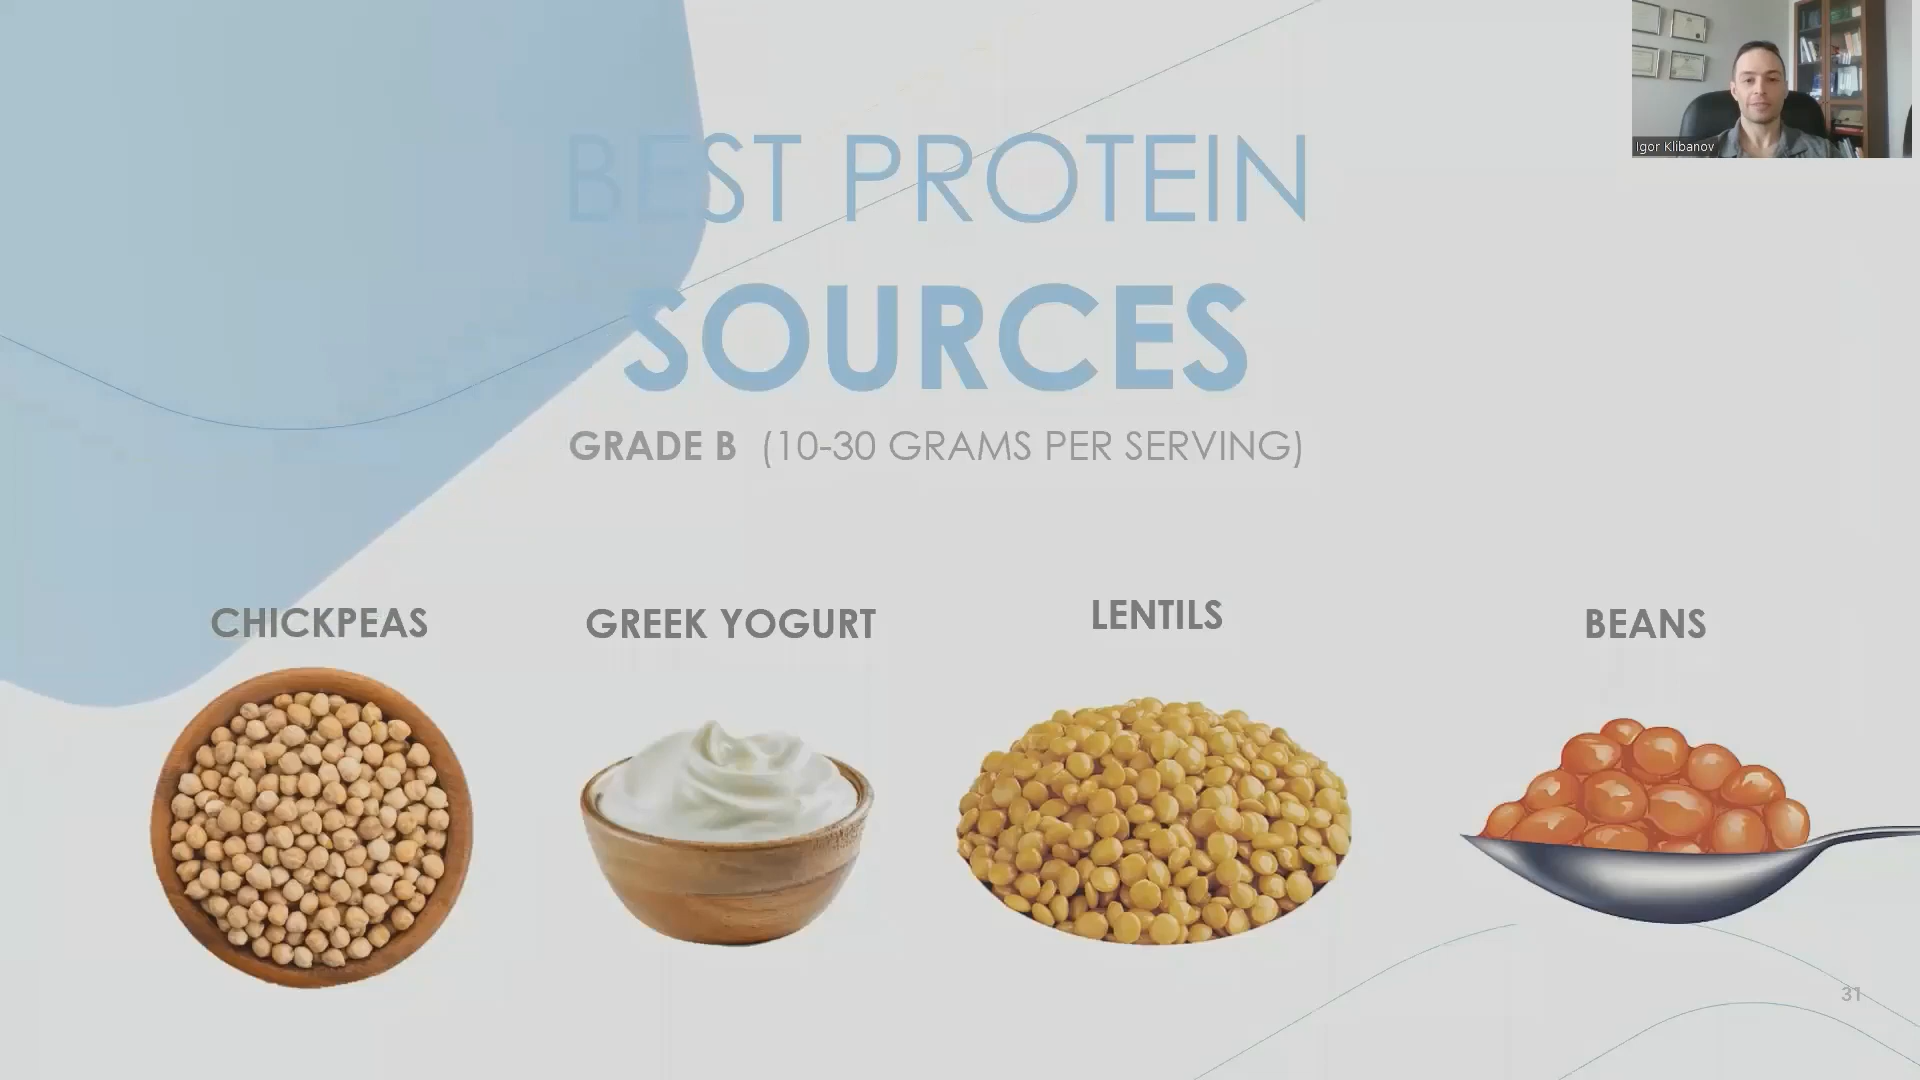 Igor Klibanov
BEST PROTEIN
SOURCES
GRADE B (10-30 GRAMS PER SERVING)
CHICKPEAS
GREEK YOGURT
LENTILS
BEANS
31